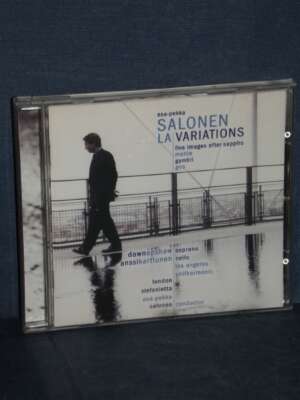 esa-pekka
SALONEN
LA VARIATIONS
five images after sappho
mania
gambit
giro
dawn upshaw soprano
anssi karttunen cello
los angeles
philharmonic
london
sinfonietta
esa-pekka
salonen conductor